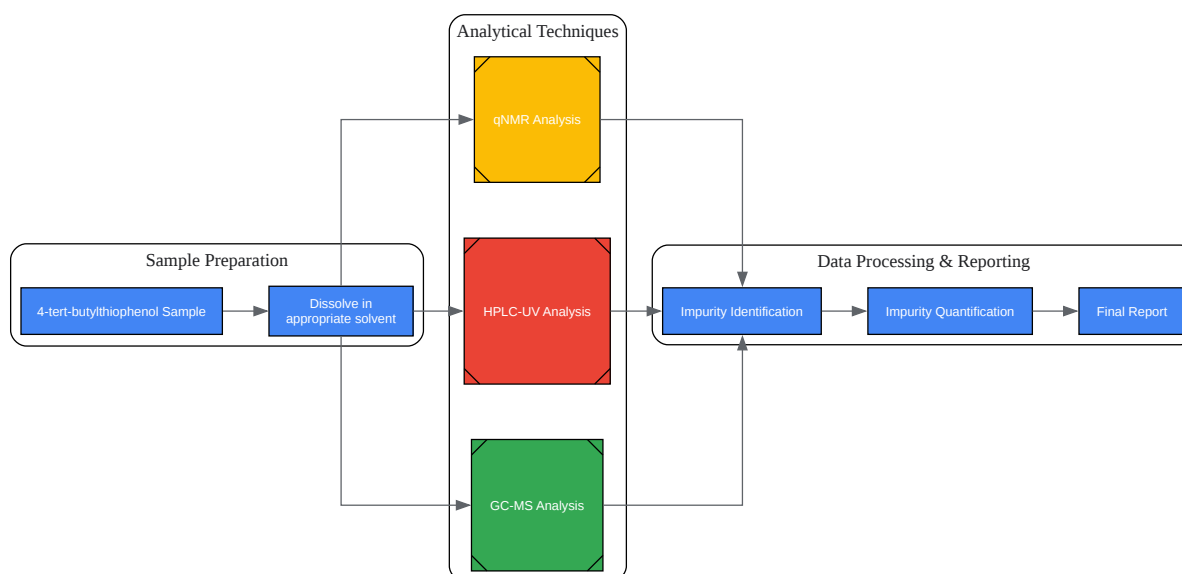 Analytical Techniques
qNMR Analysis
Sample Preparation
4-tert-butylthiophenol Sample
Dissolve in
appropriate solvent
HPLC-UV Analysis
GC-MS Analysis
Data Processing & Reporting
Impurity Identification
Impurity Quantification
Final Report